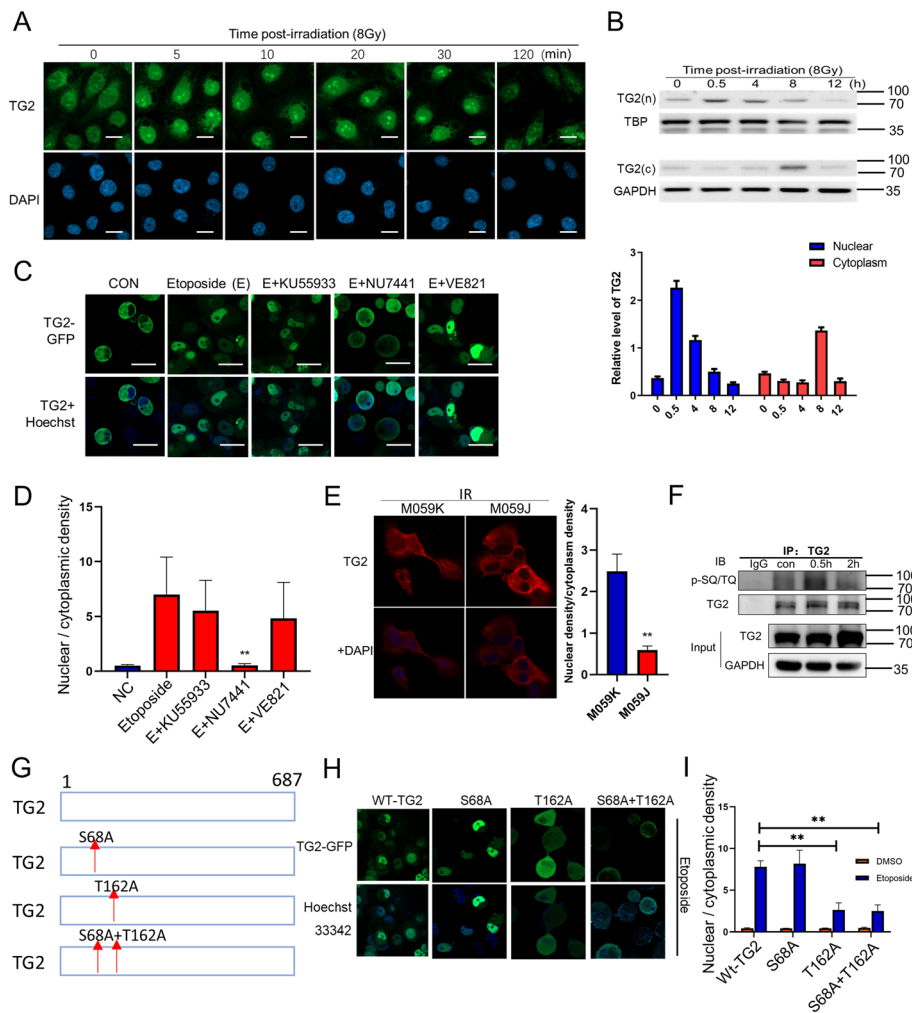 A
Time post-irradiation (8Gy)
0 5 10 20 30 120 (min)
TG2
DAPI
B
Time post-irradiation (8Gy)
0 0.5 4 8 12 (h)
TG2(n)
100
70
TBP
35
TG2(c)
100
70
GAPDH
35
Nuclear
Cytoplasm
Relative level of TG2
3
2
1
0
0 0.5 4 8 12 0 0.5 4 8 12
C
CON Etoposide (E) E+KU55933 E+NU7441 E+VE821
TG2-
GFP
TG2+
Hoechst
D
Nuclear / cytoplasmic density
15
10
5
0
NC Etoposide E+KU55933 E+NU7441 E+VE821
**
E
IR
M059K M059J
TG2
+DAPI
Nuclear density/cytoplasm density
4
3
2
1
0
**
M059K M059J
F
IP: TG2
IB IgG con 0.5h 2h
p-SQ/TQ
100
70
TG2
100
70
Input
TG2
100
70
GAPDH
35
G
1 687
TG2
S68A
TG2
T162A
TG2
S68A+T162A
TG2
H
WT-TG2 S68A T162A S68A+T162A
TG2-GFP
Hoechst
33342
Etoposide
I
Nuclear / cytoplasmic density
20
15
10
5
0
**
**
DMSO
Etoposide
Wt-TG2 S68A T162A S68A+T162A